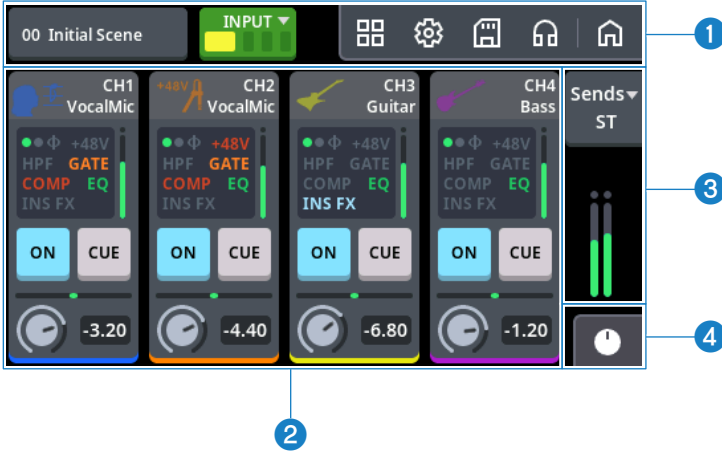 00 Initial Scene
INPUT
1
CH1
VocalMic
Φ +48V
HPF GATE
COMP EQ
INS FX
ON CUE
-3.20
+48V
CH2
VocalMic
Φ +48V
HPF GATE
COMP EQ
INS FX
ON CUE
-4.40
CH3
Guitar
Φ +48V
HPF GATE
COMP EQ
INS FX
ON CUE
-6.80
CH4
Bass
Φ +48V
HPF GATE
COMP EQ
INS FX
ON CUE
-1.20
Sends
ST
3
4
2